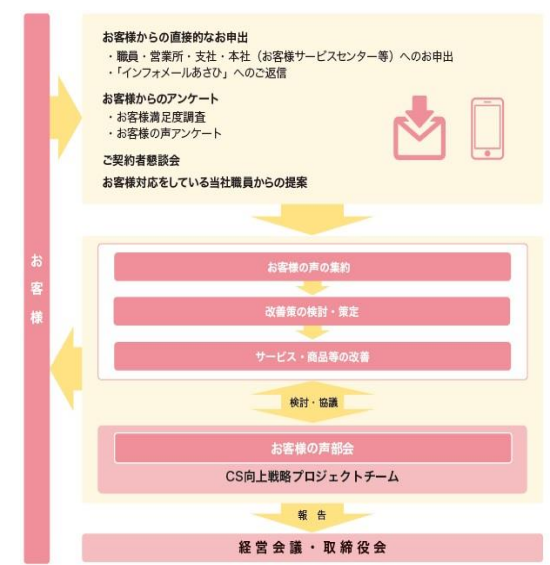 お客様
お客様からの直接的なお申出
・職員・営業所・支社・本社（お客様サービスセンター等）へのお申出
・「インフォメールあさひ」へのご返信
お客様からのアンケート
・お客様満足度調査
・お客様の声アンケート
ご契約者懇談会
お客様対応をしている当社職員からの提案
お客様の声の集約
改善策の検討・策定
サービス・商品等の改善
検討・協議
お客様の声部会
CS向上戦略プロジェクトチーム
報告
経営会議・取締役会